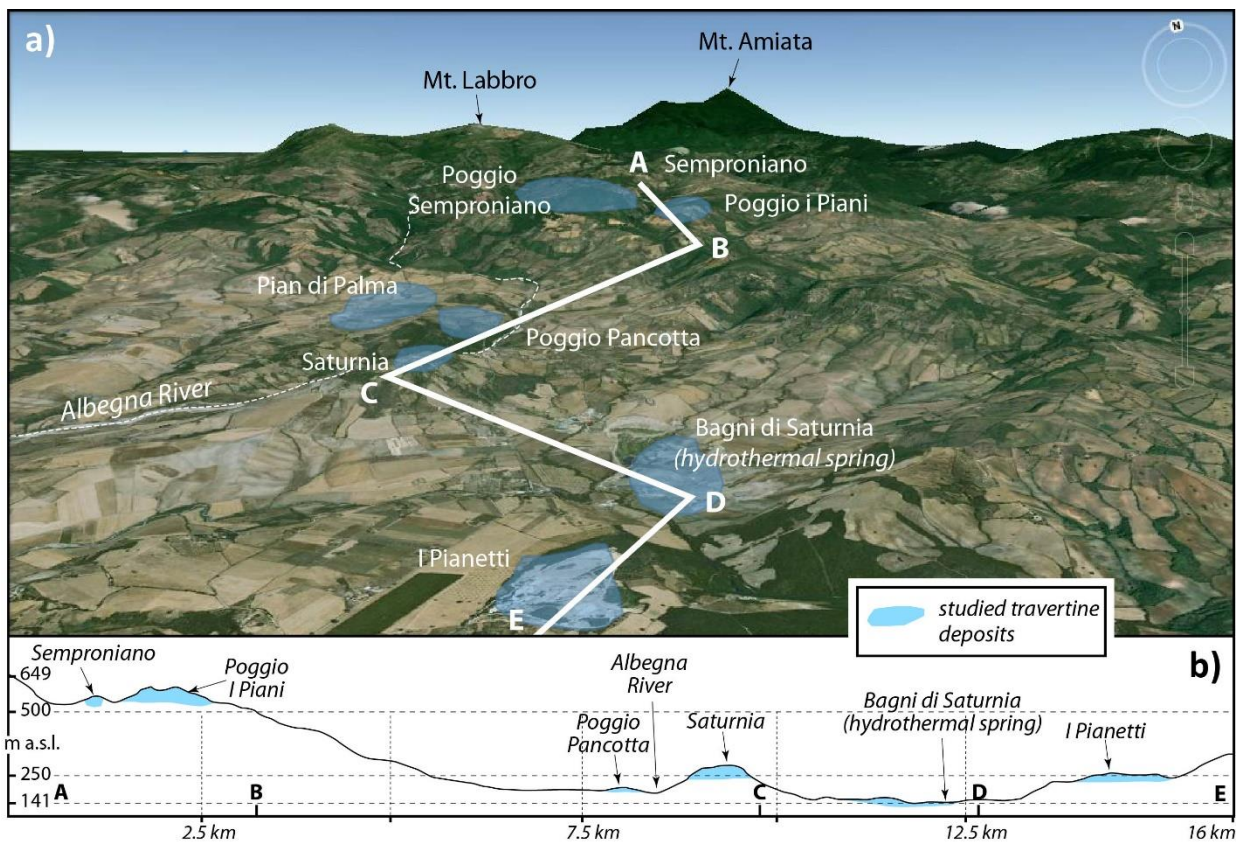 a)
N
Mt. Amiata
Mt. Labbro
A
Semproniano
Poggio
Semproniano
Poggio i Piani
B
Pian di Palma
Poggio Pancotta
Saturnia
C
Albegna River
Bagni di Saturnia
(hydrothermal spring)
D
I Pianetti
E
studied travertine
deposits
b)
Semproniano
Poggio
I Piani
Albegna
River
Poggio
Pancotta
Saturnia
Bagni di Saturnia
(hydrothermal spring)
I Pianetti
649
500
m a.s.l.
250
141
A
B
C
D
E
2.5 km
7.5 km
12.5 km
16 km